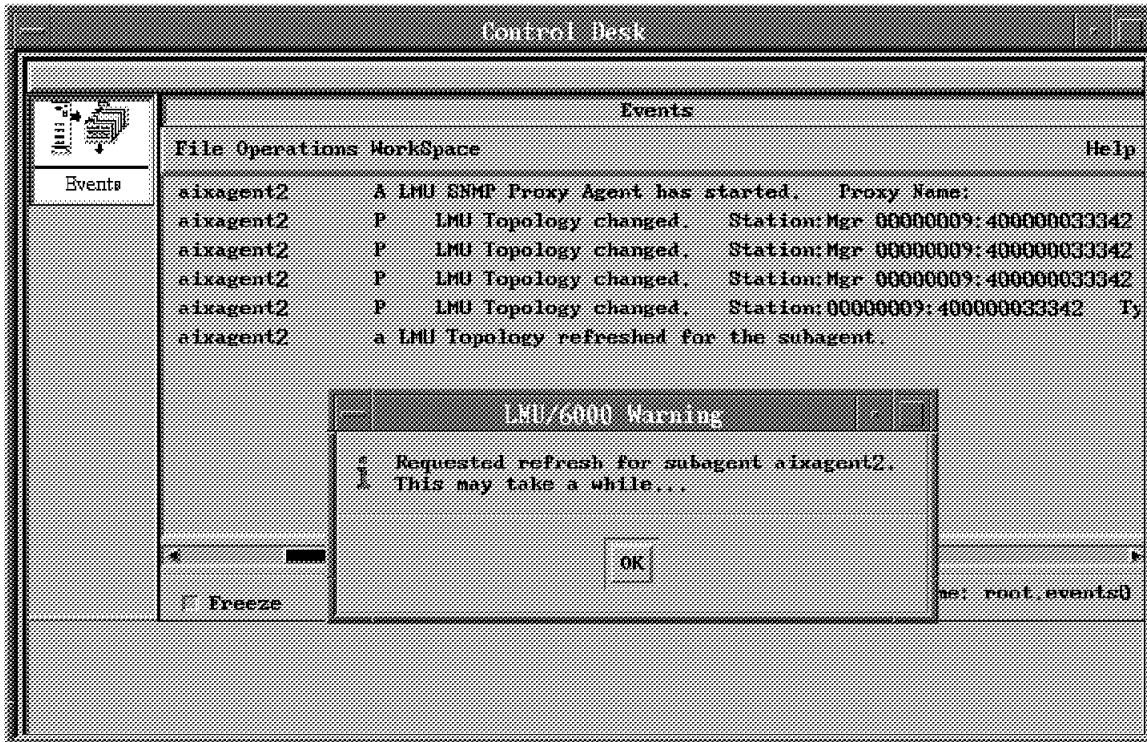 Control Desk
Events
File Operations WorkSpace Help
Events
aixagent2 A LMU SNMP Proxy Agent has started. Proxy Name:
aixagent2 P LMU Topology changed. Station:Mgr 00000009:400000033342
aixagent2 P LMU Topology changed. Station:Mgr 00000009:400000033342
aixagent2 P LMU Topology changed. Station:Mgr 00000009:400000033342
aixagent2 P LMU Topology changed. Station:00000009:400000033342 Ty
aixagent2 a LMU Topology refreshed for the subagent.
LMU/6000 Warning
Requested refresh for subagent aixagent2.
This may take a while...
OK
Freeze
me: root.events0